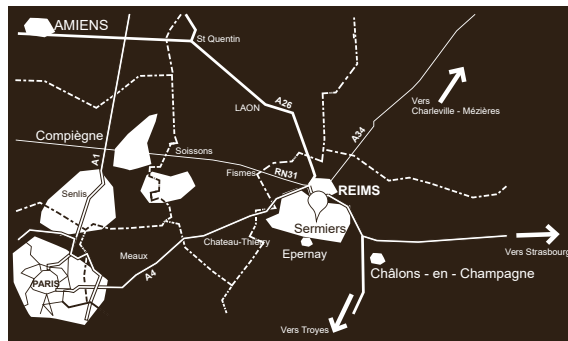 AMIENS
St Quentin
Vers
Charleville - Mézières
LAON
A26
A34
Compiègne
A1
Soissons
Fismes
RN31
REIMS
Senlis
Sermiers
Vers Strasbourg
Chateau-Thierry
Meaux
Epernay
A4
PARIS
Châlons - en - Champagne
Vers Troyes